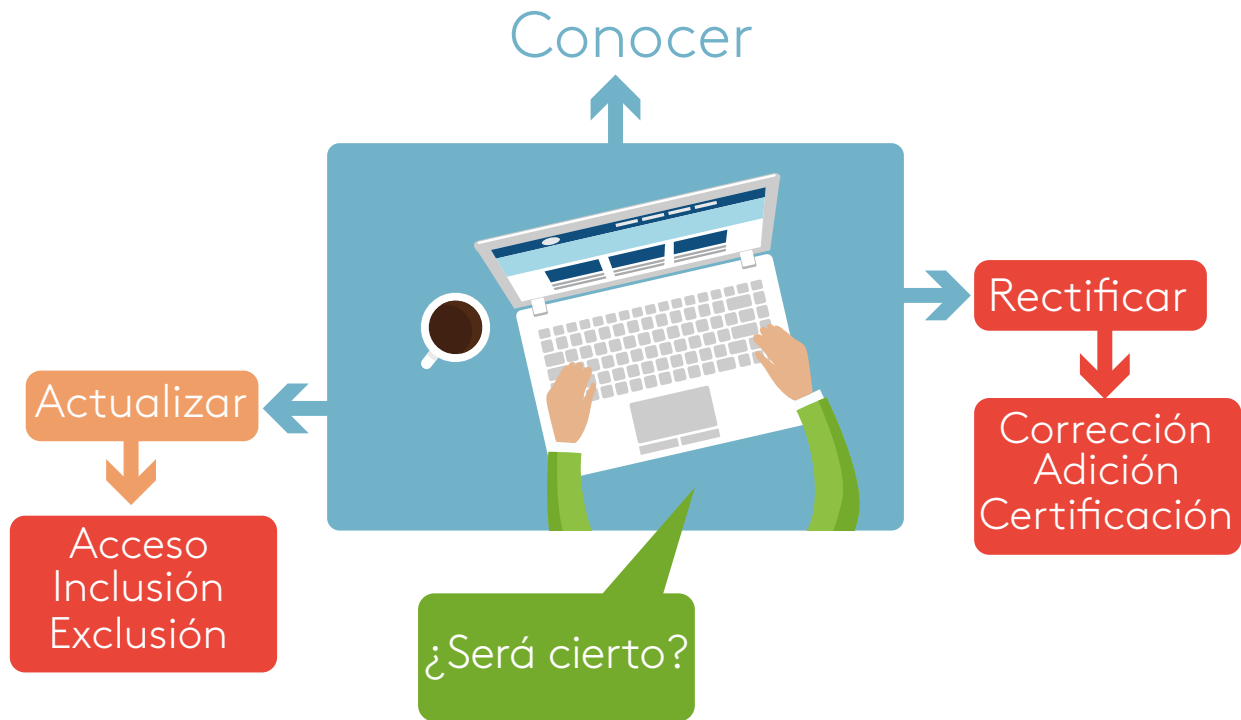 Conocer
Rectificar
Corrección
Adición
Certificación
Actualizar
Acceso
Inclusión
Exclusión
¿Será cierto?